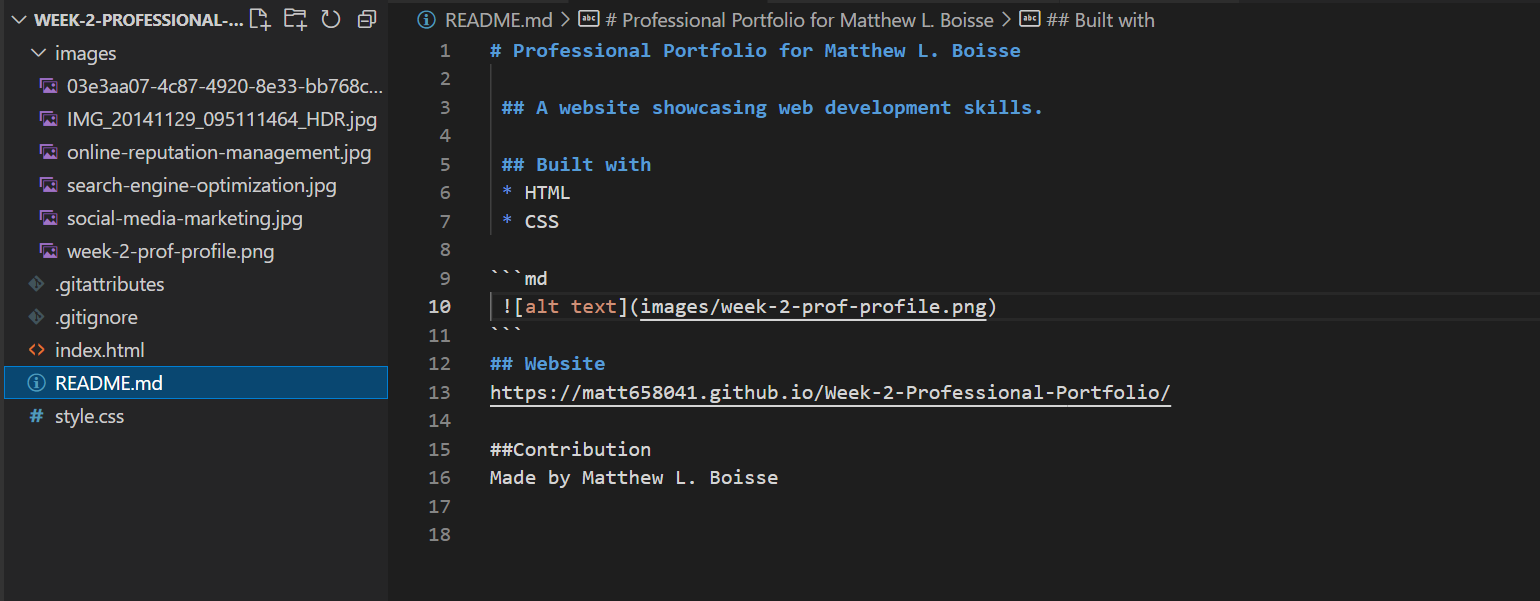 WEEK-2-PROFESSIONAL-...
images
03e3aa07-4c87-4920-8e33-bb768c...
IMG_20141129_095111464_HDR.jpg
online-reputation-management.jpg
search-engine-optimization.jpg
social-media-marketing.jpg
week-2-prof-profile.png
.gitattributes
.gitignore
index.html
README.md
# style.css
README.md > abc # Professional Portfolio for Matthew L. Boisse > abc ## Built with
1 # Professional Portfolio for Matthew L. Boisse
2
3 ## A website showcasing web development skills.
4
5 ## Built with
6 * HTML
7 * CSS
8
9 ```md
10 ![alt text](images/week-2-prof-profile.png)
11 ```
12 ## Website
13 https://matt658041.github.io/Week-2-Professional-Portfolio/
14
15 ##Contribution
16 Made by Matthew L. Boisse
17
18